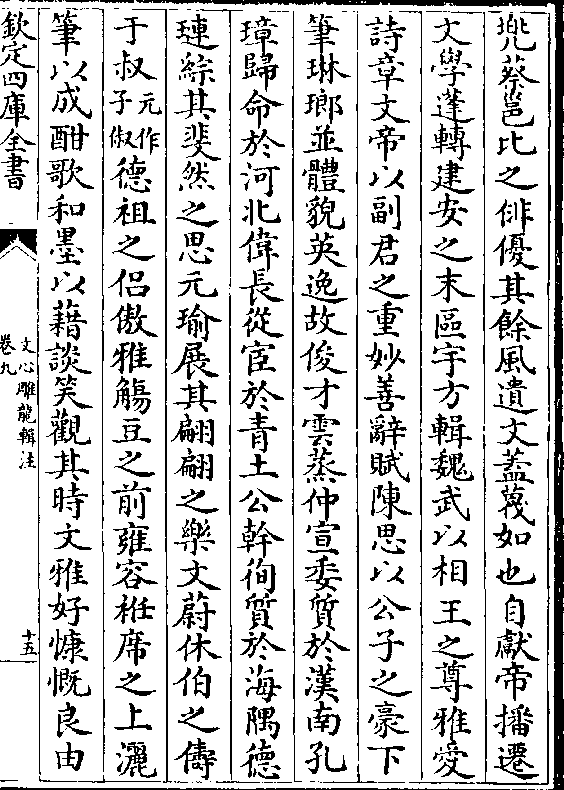 兠蔡邕比之俳優其餘風遺文蓋蔑如也自獻帝播遷
文學蓬轉建安之末區宇方輯魏武以相王之尊雅愛
詩章文帝以副君之重妙善辭賦陳思以公子之豪下
筆琳瑯並體貌英逸故俊才雲蒸仲宣委質於漢南孔
璋歸命於河北偉長從宦於青土公幹徇質於海隅德
璉綜其斐然之思元瑜展其翩翩之樂文蔚休伯之儔
于叔元作子俶德祖之侶傲雅觴豆之前雍容袵席之上灑
筆以成酣歌和墨以藉談笑觀其時文雅好慷慨良由
欽定四庫全書
文心雕龍輯注
卷九
十五